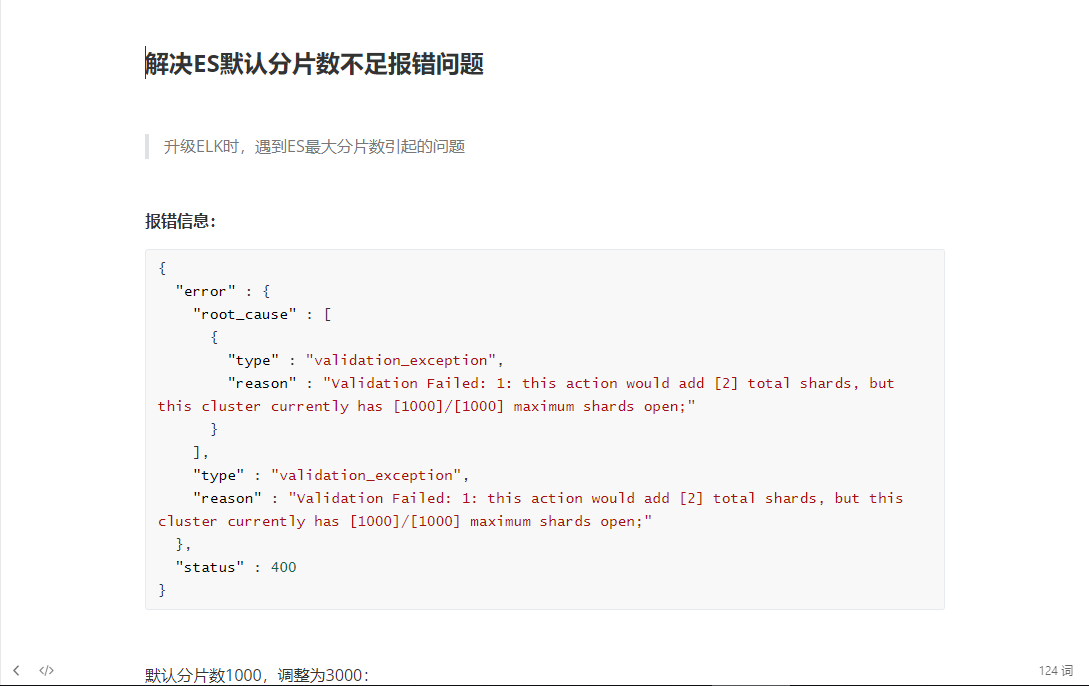 解决ES默认分片数不足报错问题
升级ELK时，遇到ES最大分片数引起的问题
报错信息：
{
  "error" : {
    "root_cause" : [
      {
        "type" : "validation_exception",
        "reason" : "Validation Failed: 1: this action would add [2] total shards, but
this cluster currently has [1000]/[1000] maximum shards open;"
      }
    ],
    "type" : "validation_exception",
    "reason" : "Validation Failed: 1: this action would add [2] total shards, but this
cluster currently has [1000]/[1000] maximum shards open;"
  },
  "status" : 400
}
默认分片数1000，调整为3000：
124 词